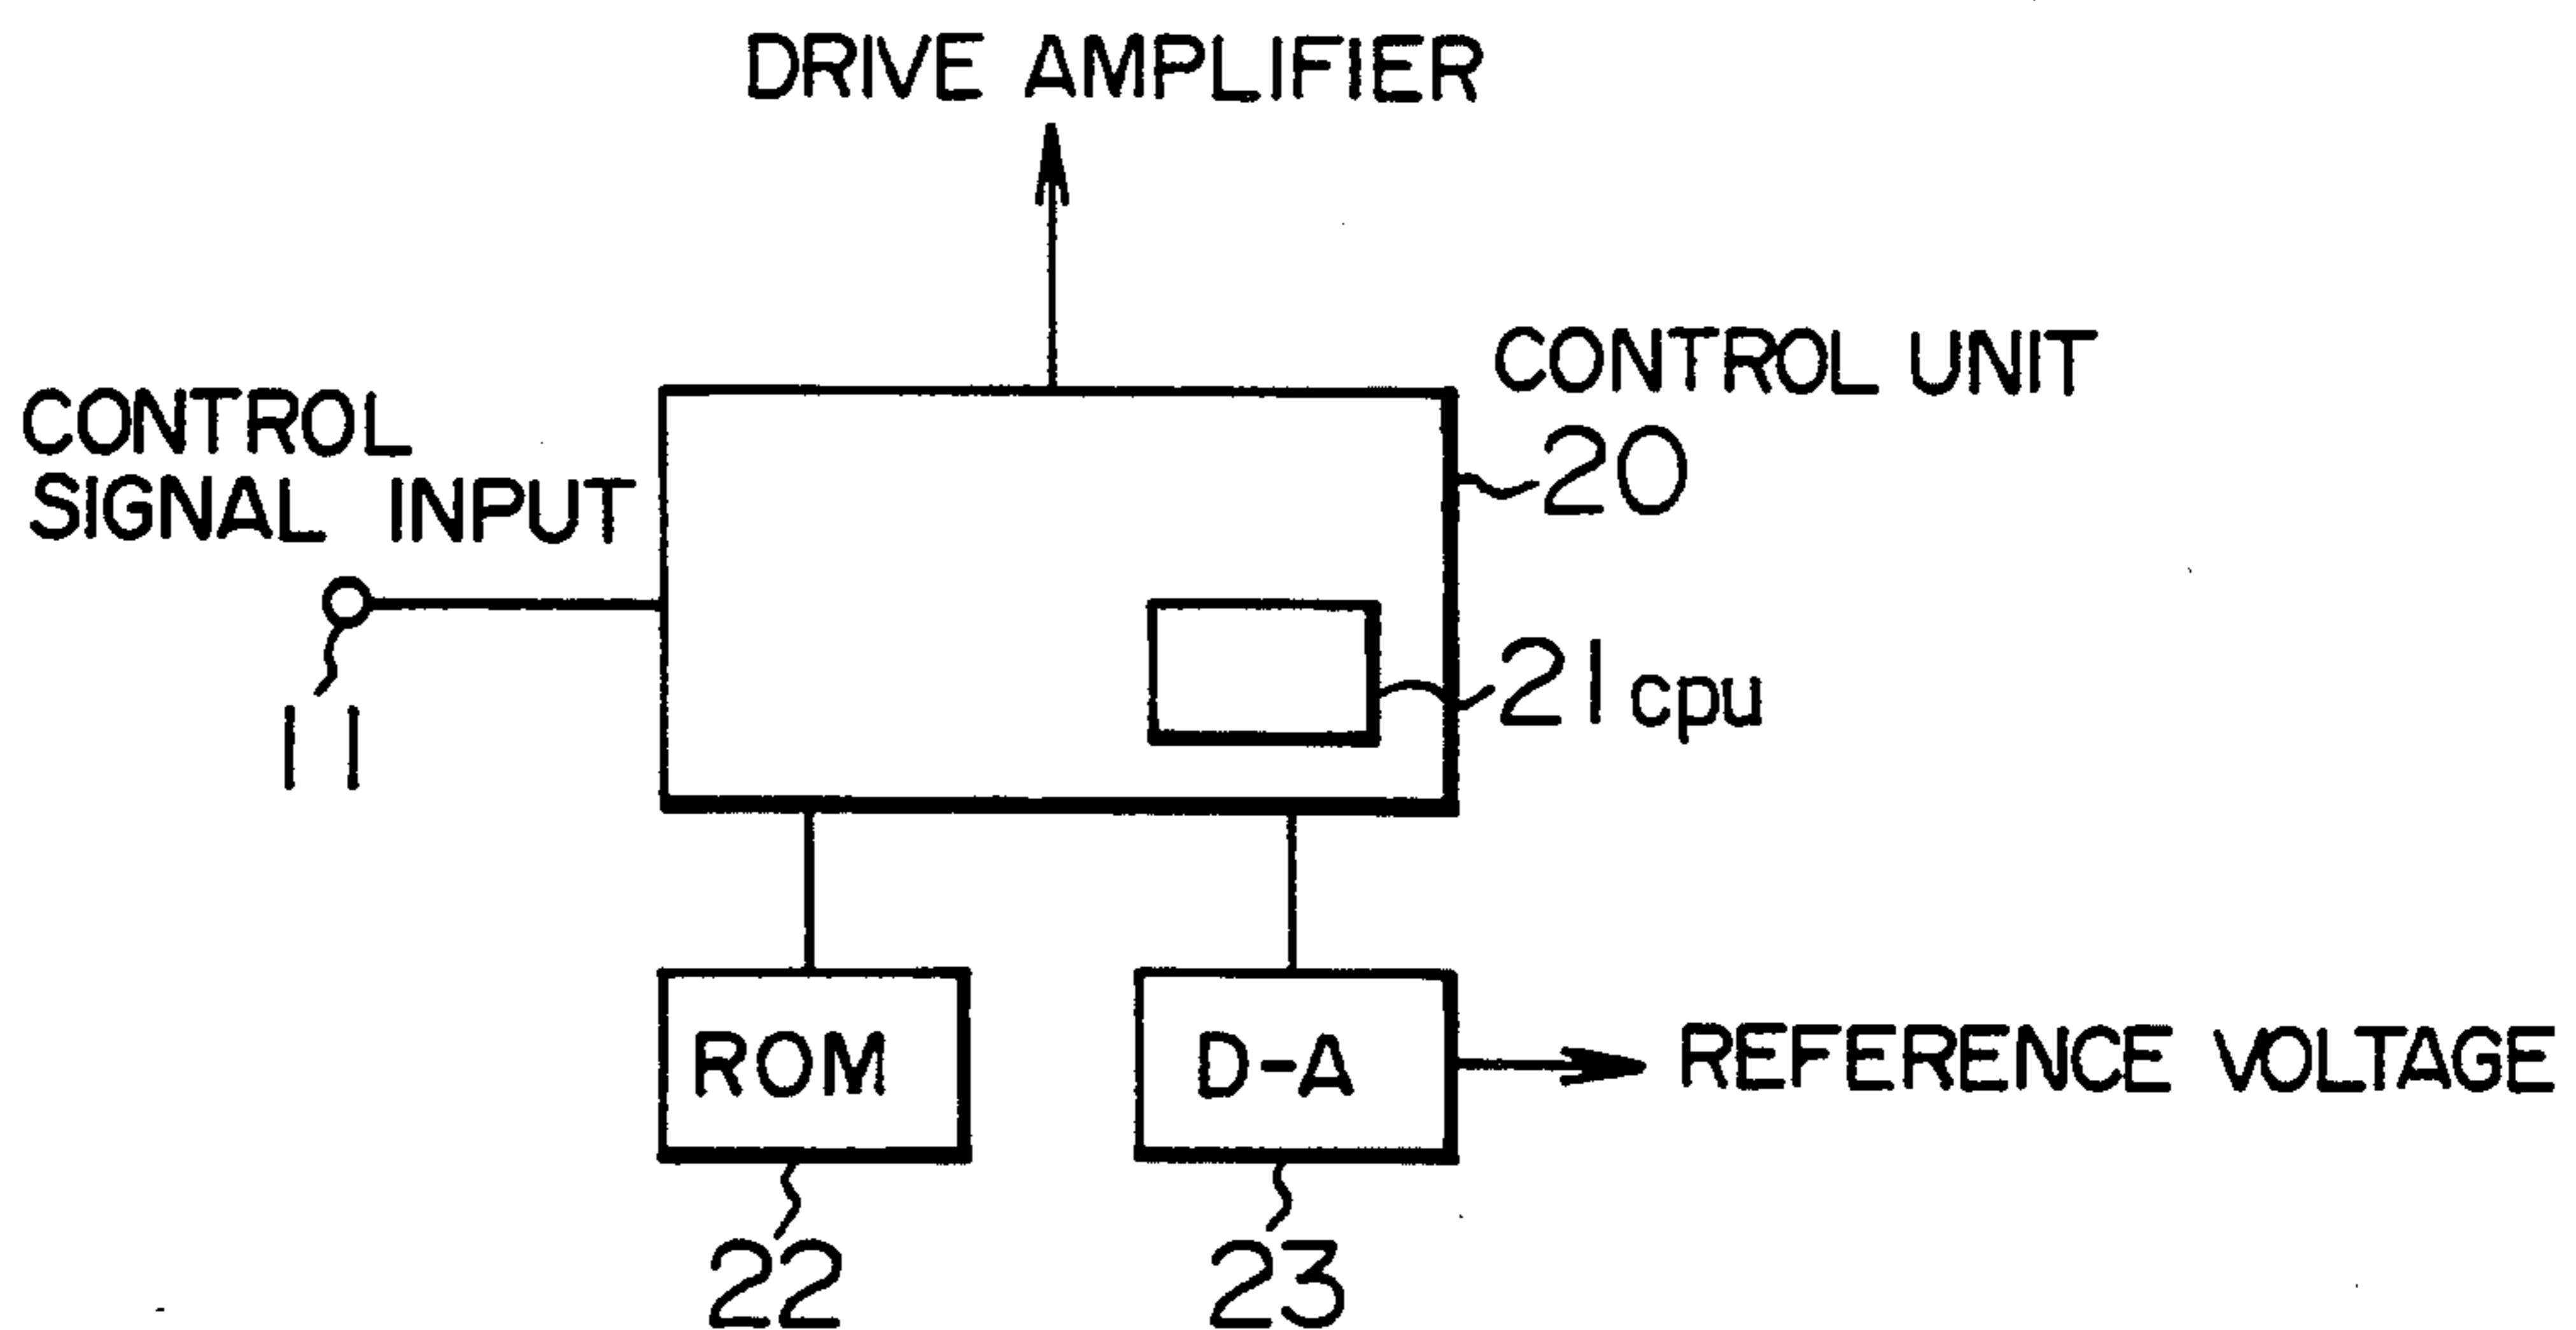 DRIVE AMPLIFIER
CONTROL UNIT
20
CONTROL
SIGNAL INPUT
11
21 cpu
ROM
D-A
REFERENCE VOLTAGE
22
23